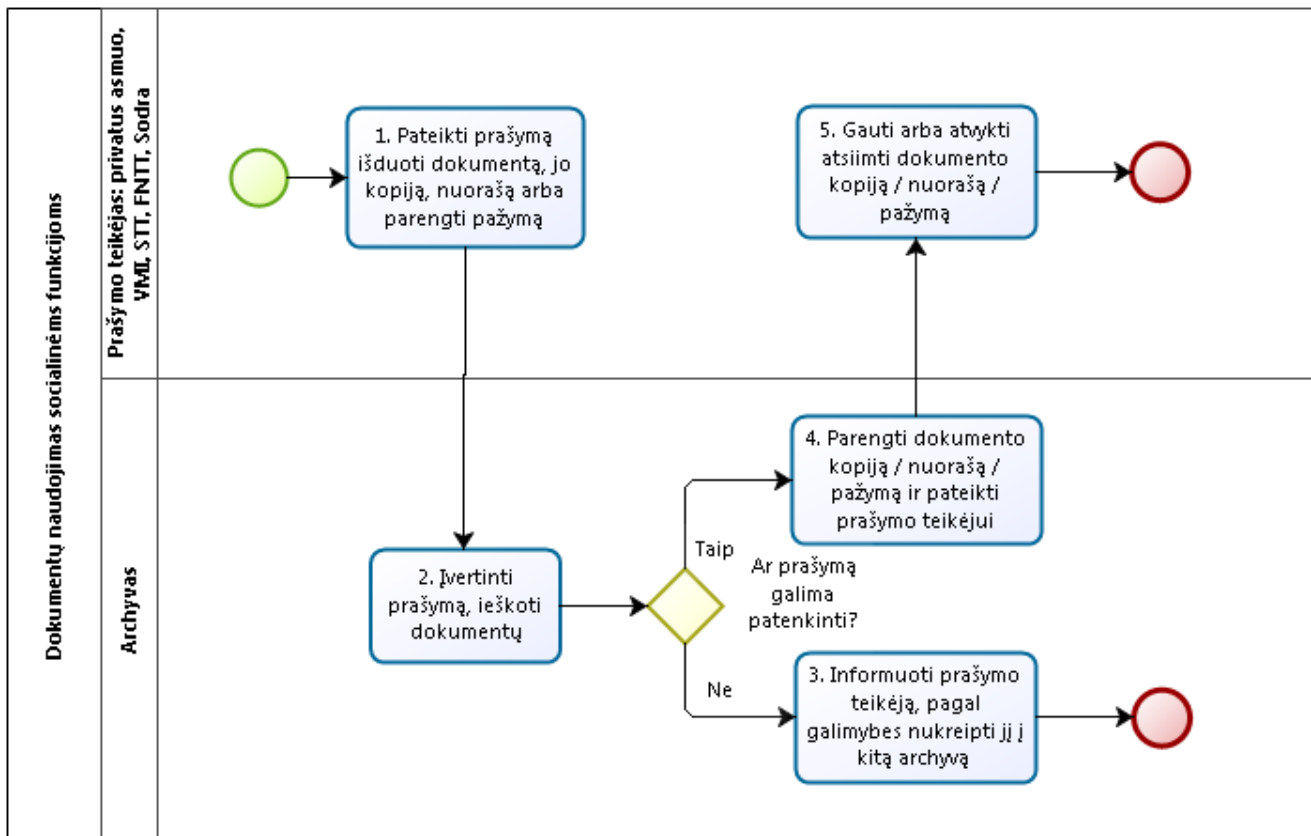 Dokumentų naudojimas socialinėms funkcijoms
Prašymo teikėjas: privatus asmuo,
VMI, STT, FNTT, Sodra
1. Pateikti prašymą
išduoti dokumentą, jo
kopiją, nuorašą arba
parengti pažymą
5. Gauti arba atvykti
atsiimti dokumento
kopiją / nuorašą /
pažymą
Archyvas
2. Įvertinti
prašymą, ieškoti
dokumentų
Taip
Ar prašymą
galima
patenkinti?
Ne
4. Parengti dokumento
kopiją / nuorašą /
pažymą ir pateikti
prašymo teikėjui
3. Informuoti prašymo
teikėją, pagal
galimybes nukreipti jį į
kitą archyvą